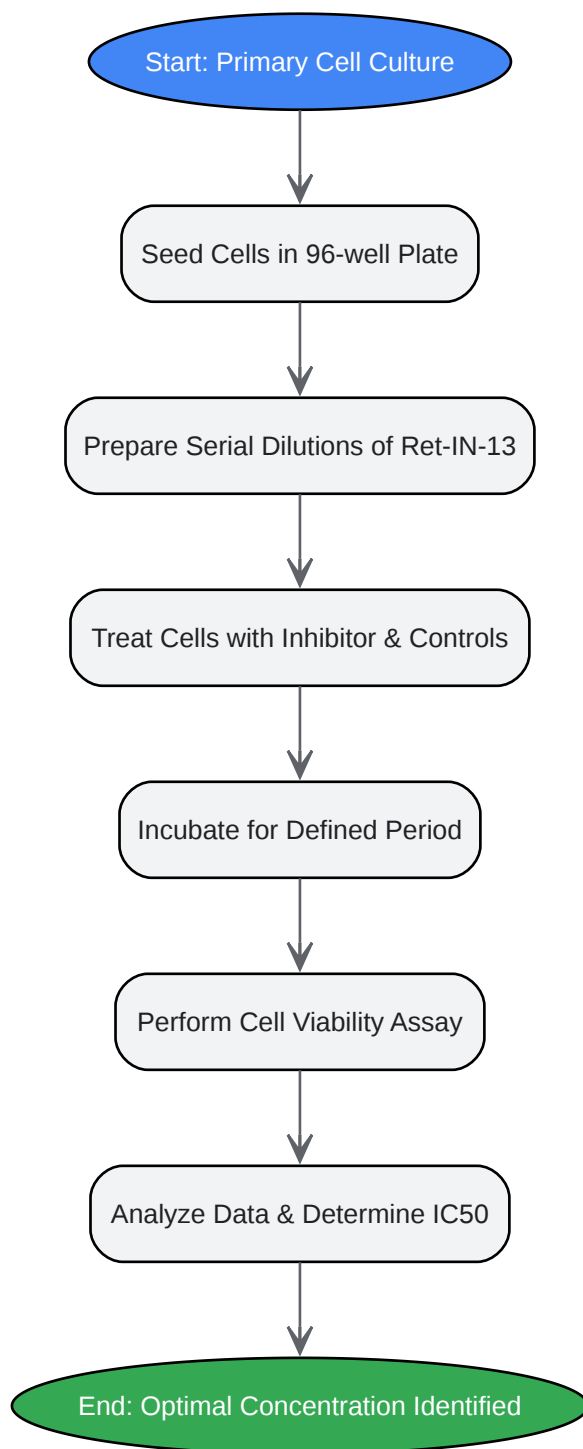 Start: Primary Cell Culture
Seed Cells in 96-well Plate
Prepare Serial Dilutions of Ret-IN-13
Treat Cells with Inhibitor & Controls
Incubate for Defined Period
Perform Cell Viability Assay
Analyze Data & Determine IC50
End: Optimal Concentration Identified